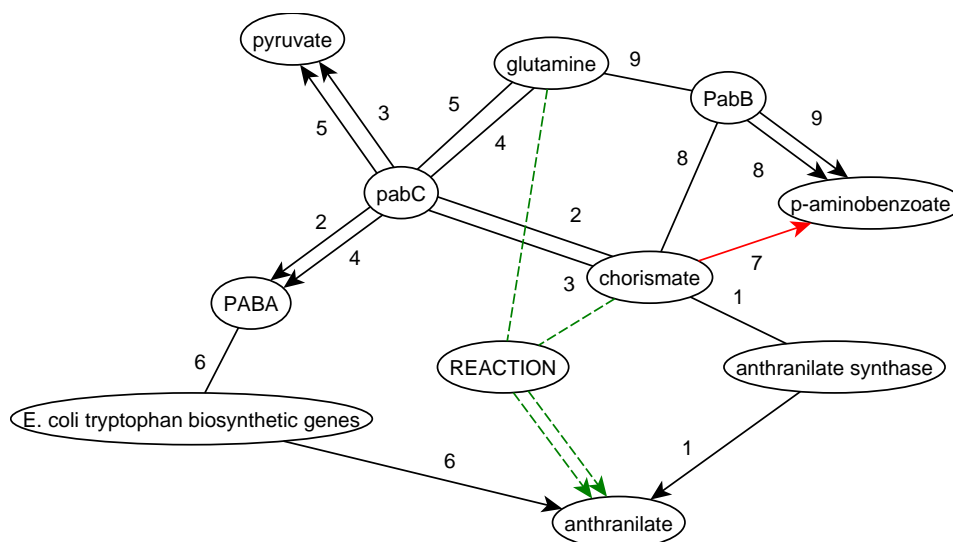 pyruvate
glutamine
9
PabB
3
5
5
4
9
8
8
pabC
p-aminobenzoate
2
2
4
7
3
chorismate
1
PABA
6
REACTION
anthranilate synthase
E. coli tryptophan biosynthetic genes
6
1
anthranilate